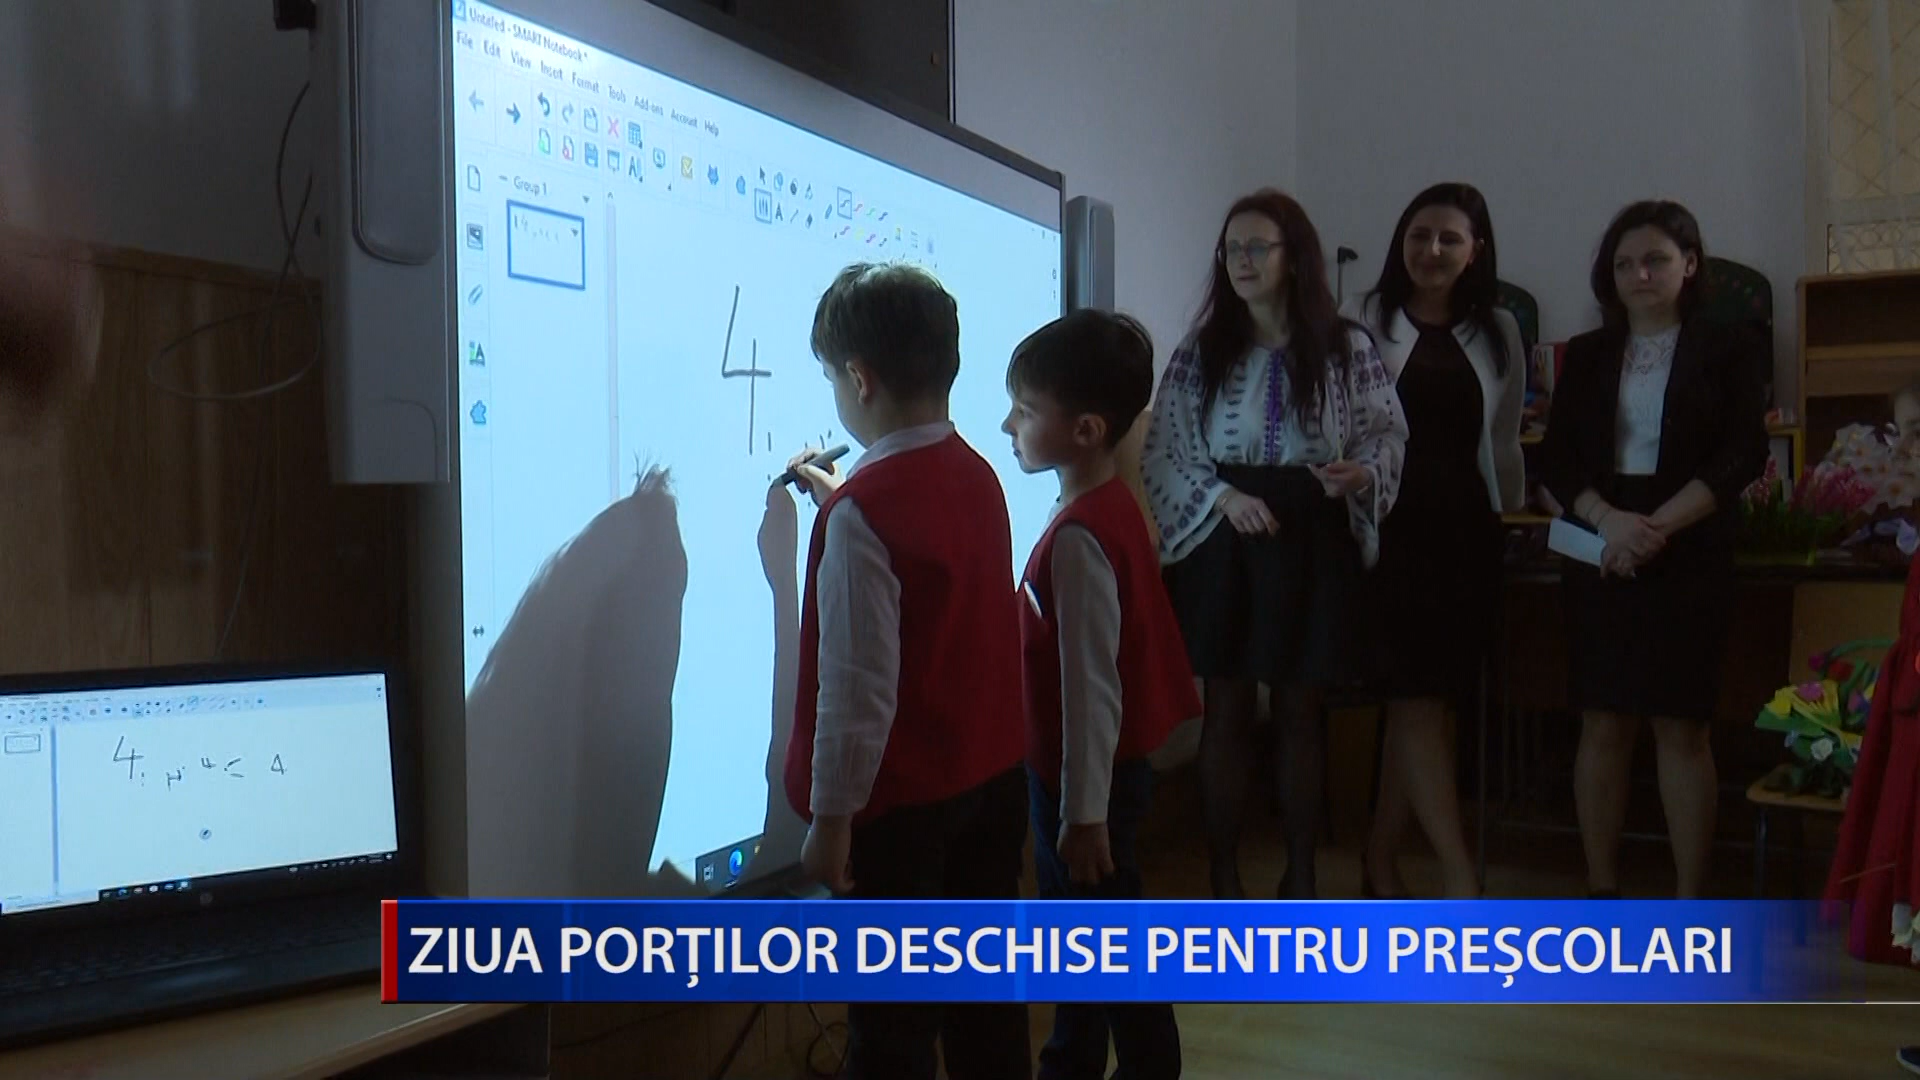 Untitled - SMART Notebook*
File Edit View Insert Format Tools Add-ons Account Help
Group 1
4
4
ZIUA PORȚILOR DESCHISE PENTRU PREȘCOLARI